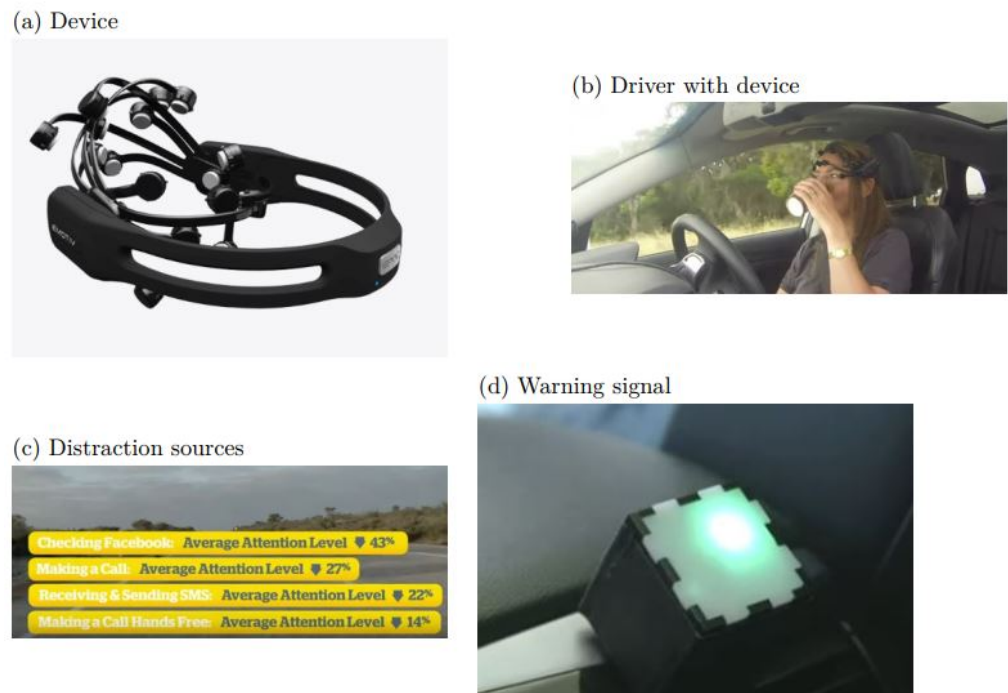 (a) Device
EMOTIV
(b) Driver with device
(c) Distraction sources
Checking Facebook: Average Attention Level 43%
Making a Call: Average Attention Level 27%
Receiving & Sending SMS: Average Attention Level 22%
Making a Call Hands Free: Average Attention Level 14%
(d) Warning signal